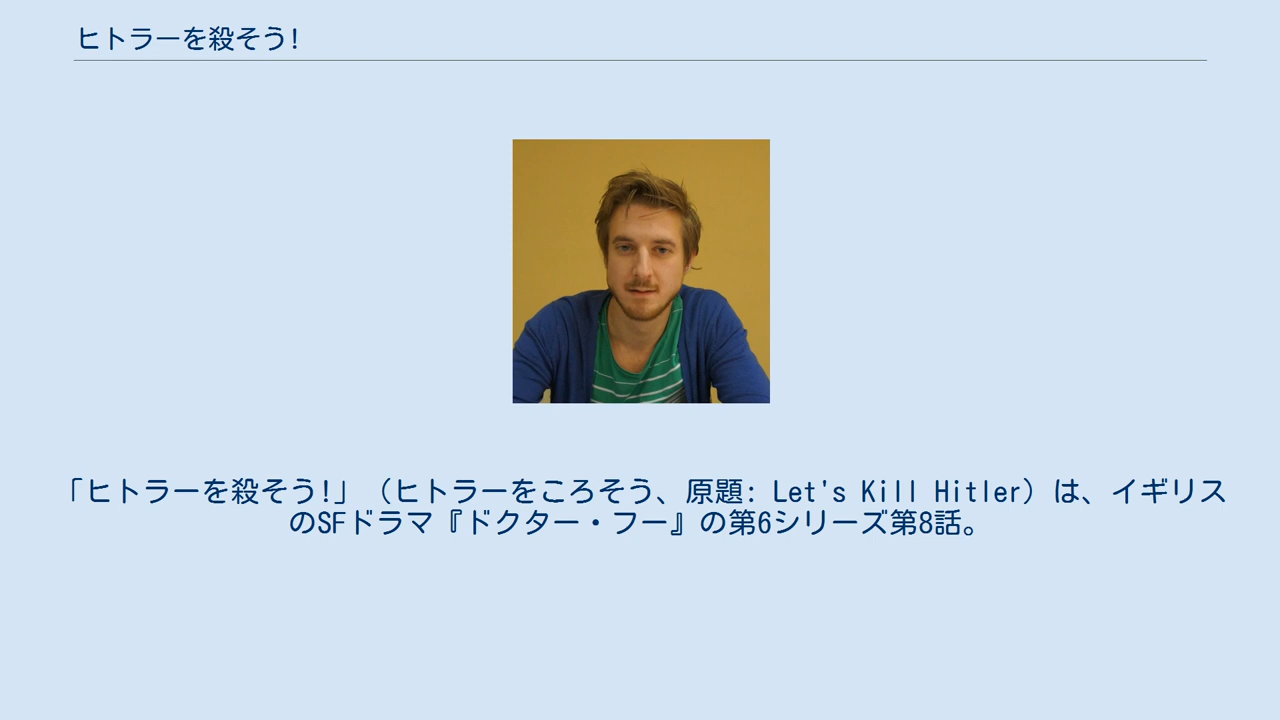 ヒトラーを殺そう!
「ヒトラーを殺そう!」（ヒトラーをころそう、原題: Let's Kill Hitler）は、イギリス
のSFドラマ『ドクター・フー』の第6シリーズ第8話。